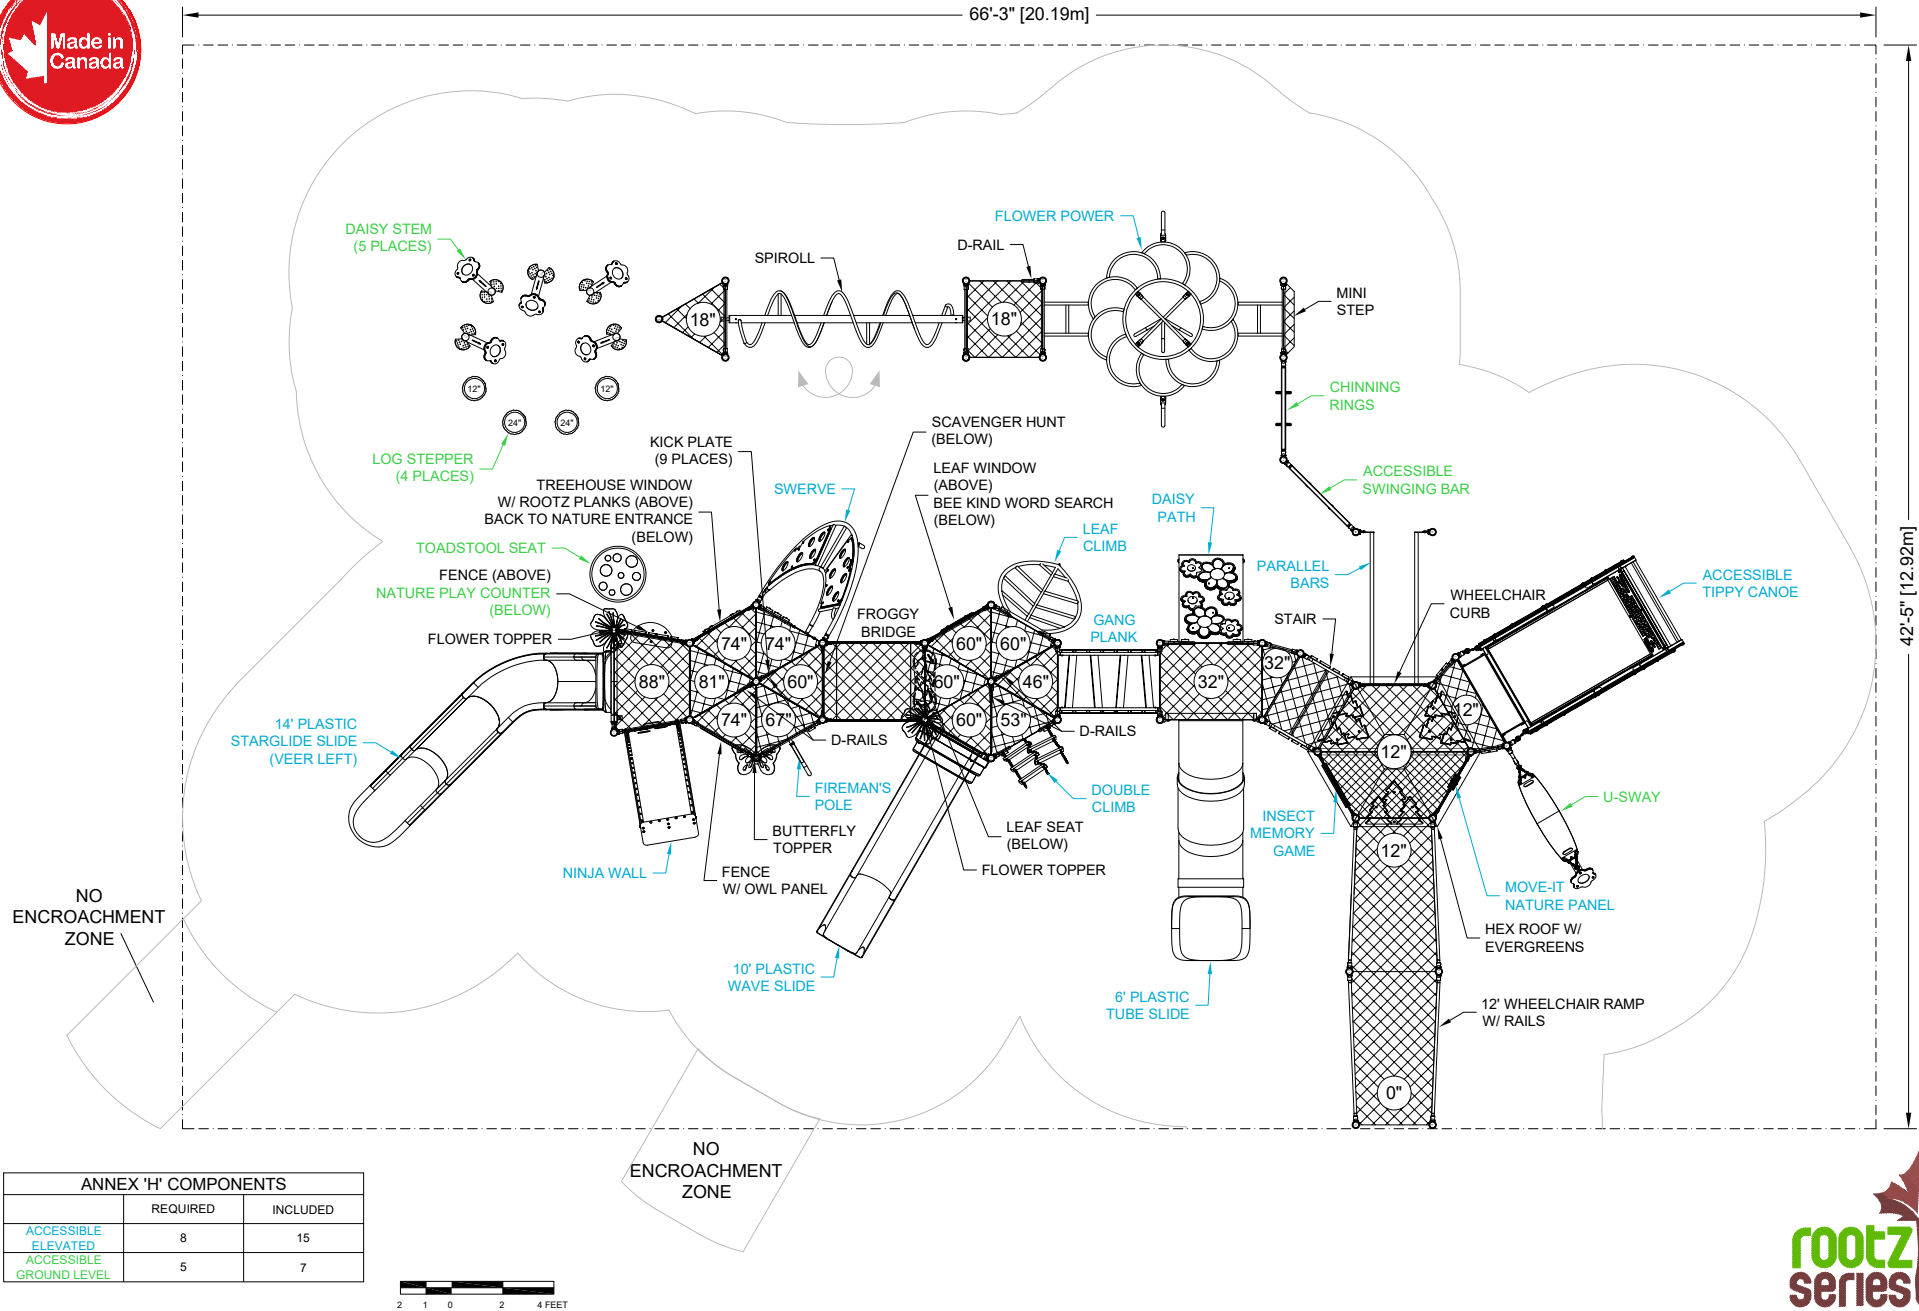 Made in
Canada
66'-3" [20.19m]
42'-5" [12.92m]
DAISY STEM
(5 PLACES)
SPIROLL
D-RAIL
FLOWER POWER
MINI
STEP
18"
18"
12"
12"
24"
24"
LOG STEPPER
(4 PLACES)
CHINNING
RINGS
ACCESSIBLE
SWINGING BAR
KICK PLATE
(9 PLACES)
SCAVENGER HUNT
(BELOW)
TREEHOUSE WINDOW
W/ ROOTZ PLANKS (ABOVE)
BACK TO NATURE ENTRANCE
(BELOW)
SWERVE
LEAF WINDOW
(ABOVE)
BEE KIND WORD SEARCH
(BELOW)
LEAF
CLIMB
DAISY
PATH
TOADSTOOL SEAT
FENCE (ABOVE)
NATURE PLAY COUNTER
(BELOW)
FLOWER TOPPER
FROGGY
BRIDGE
GANG
PLANK
PARALLEL
BARS
STAIR
WHEELCHAIR
CURB
ACCESSIBLE
TIPPY CANOE
88"
81"
74"
74"
60"
74"
67"
60"
60"
60"
46"
60"
53"
32"
32"
12"
12"
12"
0"
14' PLASTIC
STARGLIDE SLIDE
(VEER LEFT)
D-RAILS
D-RAILS
FIREMAN'S
POLE
DOUBLE
CLIMB
NINJA WALL
BUTTERFLY
TOPPER
FENCE
W/ OWL PANEL
LEAF SEAT
(BELOW)
FLOWER TOPPER
INSECT
MEMORY
GAME
U-SWAY
MOVE-IT
NATURE PANEL
HEX ROOF W/
EVERGREENS
10' PLASTIC
WAVE SLIDE
6' PLASTIC
TUBE SLIDE
12' WHEELCHAIR RAMP
W/ RAILS
NO
ENCROACHMENT
ZONE
NO
ENCROACHMENT
ZONE
ANNEX 'H' COMPONENTS
REQUIRED INCLUDED
ACCESSIBLE
ELEVATED 8 15
ACCESSIBLE
GROUND LEVEL 5 7
2 1 0 2 4 FEET
rootz
series